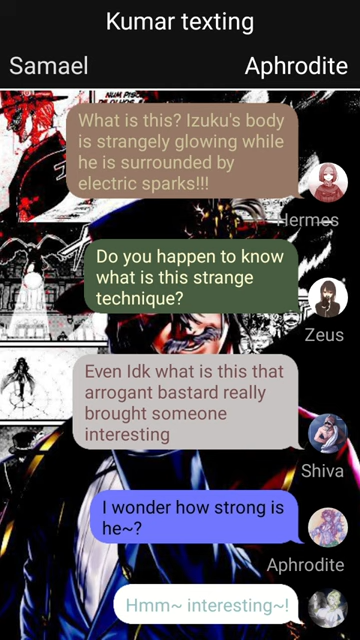 Kumar texting
Samael
Aphrodite
What is this? Izuku's body
is strangely glowing while
he is surrounded by
electric sparks!!!
Hermes
Do you happen to know
what is this strange
technique?
Zeus
Even Idk what is this that
arrogant bastard really
brought someone
interesting
Shiva
I wonder how strong is
he~?
Aphrodite
Hmm~ interesting~!